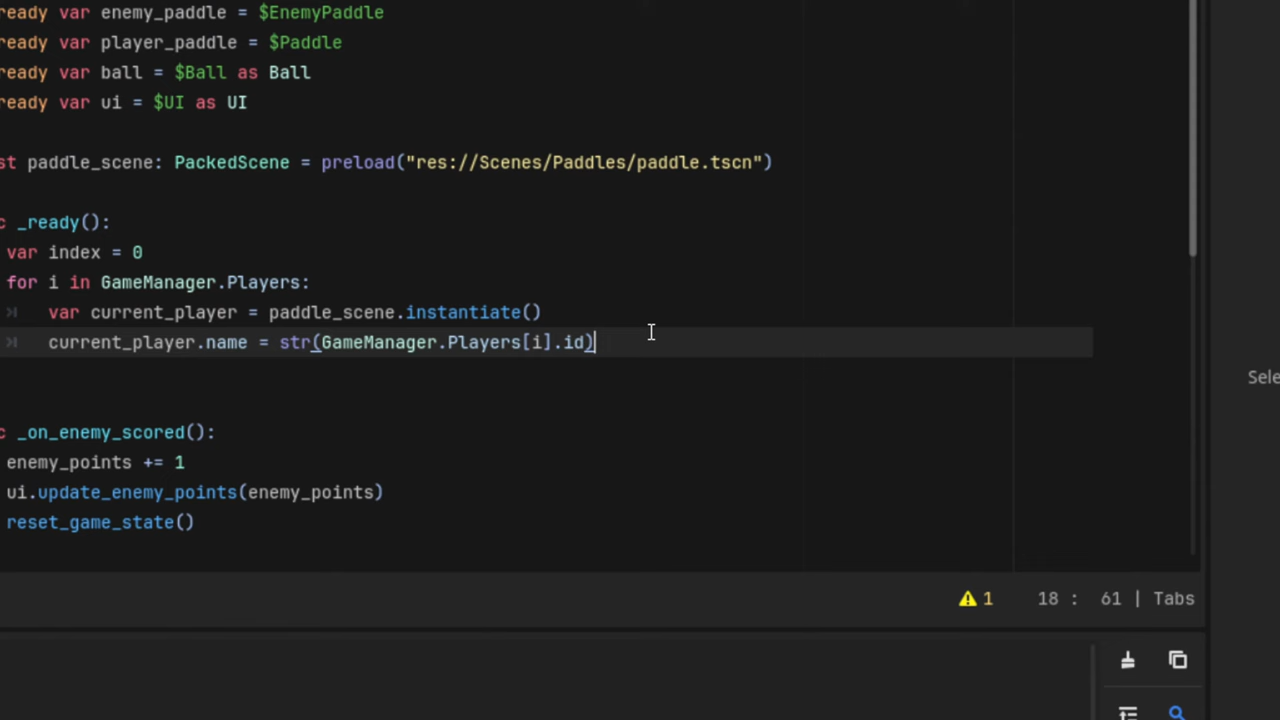 ready var enemy_paddle = $EnemyPaddle
ready var player_paddle = $Paddle
ready var ball = $Ball as Ball
ready var ui = $UI as UI
st paddle_scene: PackedScene = preload("res://Scenes/Paddles/paddle.tscn")
c _ready():
var index = 0
for i in GameManager.Players:
var current_player = paddle_scene.instantiate()
current_player.name = str(GameManager.Players[i].id)
Sele
c _on_enemy_scored():
enemy_points += 1
ui.update_enemy_points(enemy_points)
reset_game_state()
1 18 : 61 | Tabs